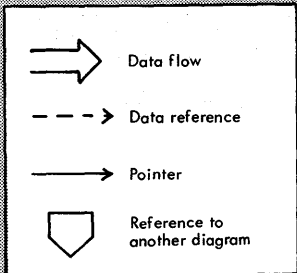 Data flow
Data reference
Pointer
Reference to
another diagram